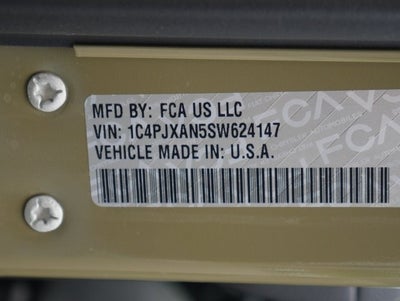 MFD BY: FCA US LLC
VIN: 1C4PJXAN5SW624147
VEHICLE MADE IN: U.S.A.